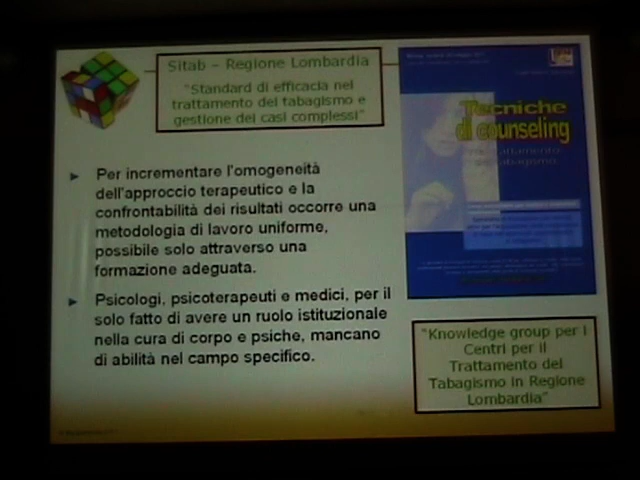 Sitab – Regione Lombardia
“Standard di efficacia nel
trattamento del tabagismo e
gestione dei casi complessi”
► Per incrementare l'omogeneità
dell'approccio terapeutico e la
confrontabilità dei risultati occorre una
metodologia di lavoro uniforme,
possibile solo attraverso una
formazione adeguata.
► Psicologi, psicoterapeuti e medici, per il
solo fatto di avere un ruolo istituzionale
nella cura di corpo e psiche, mancano
di abilità nel campo specifico.
Tecniche
di counseling
trattamento
tabagismo
“Knowledge group per i
Centri per il
Trattamento del
Tabagismo in Regione
Lombardia”